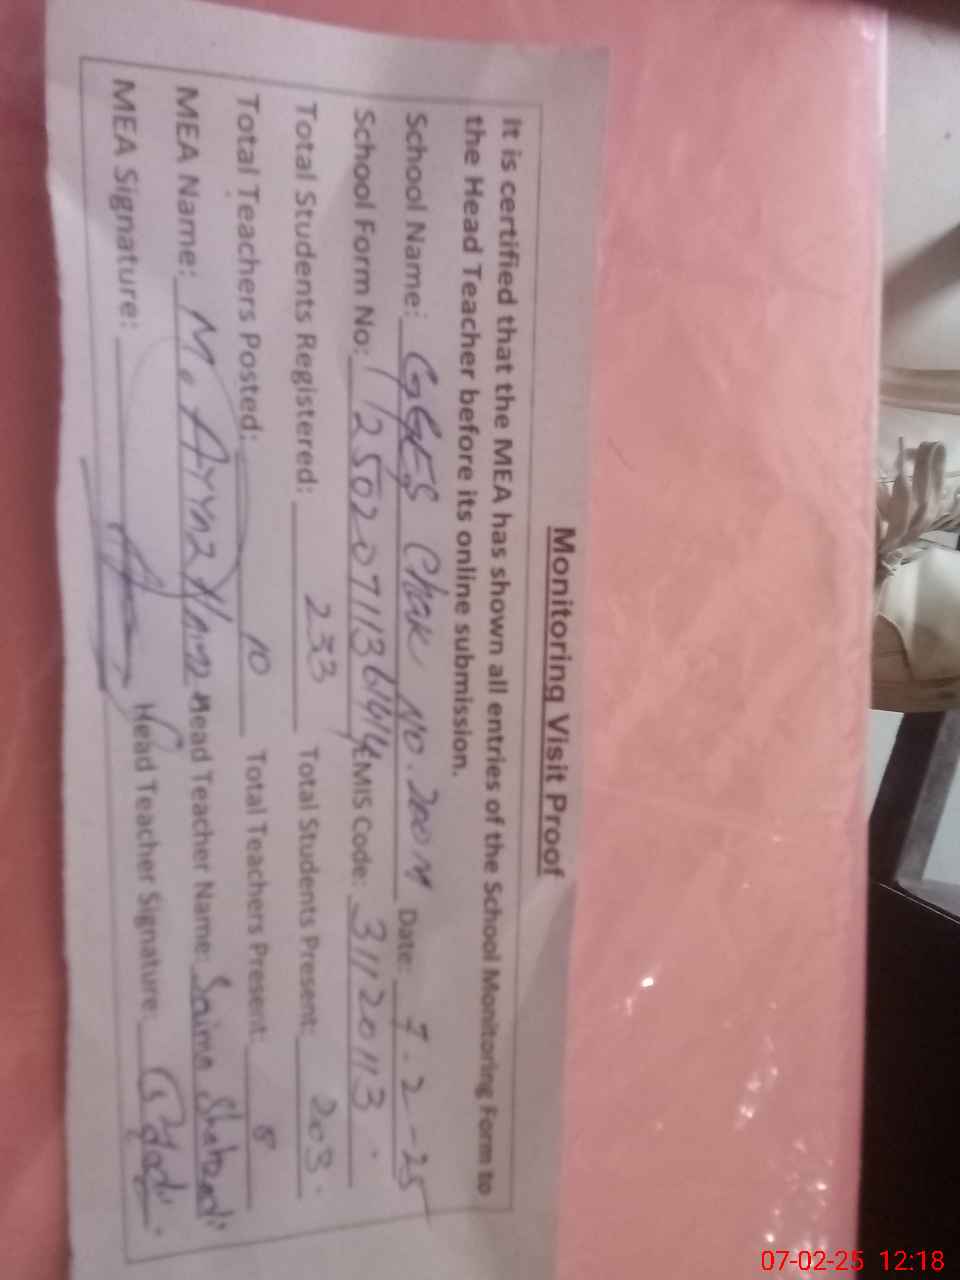 Monitoring Visit Proof
It is certified that the MEA has shown all entries of the School Monitoring Form to
the Head Teacher before its online submission.
School Name: GGES Chak No. 200M Date: 7-2-25
School Form No: EMIS Code: 31120113
Total Students Registered: 233 Total Students Present: 203
Total Teachers Posted: 10 Total Teachers Present: 8
MEA Name: M. Head Teacher Name: Saima
MEA Signature: Head Teacher Signature:
07-02-25 12:18